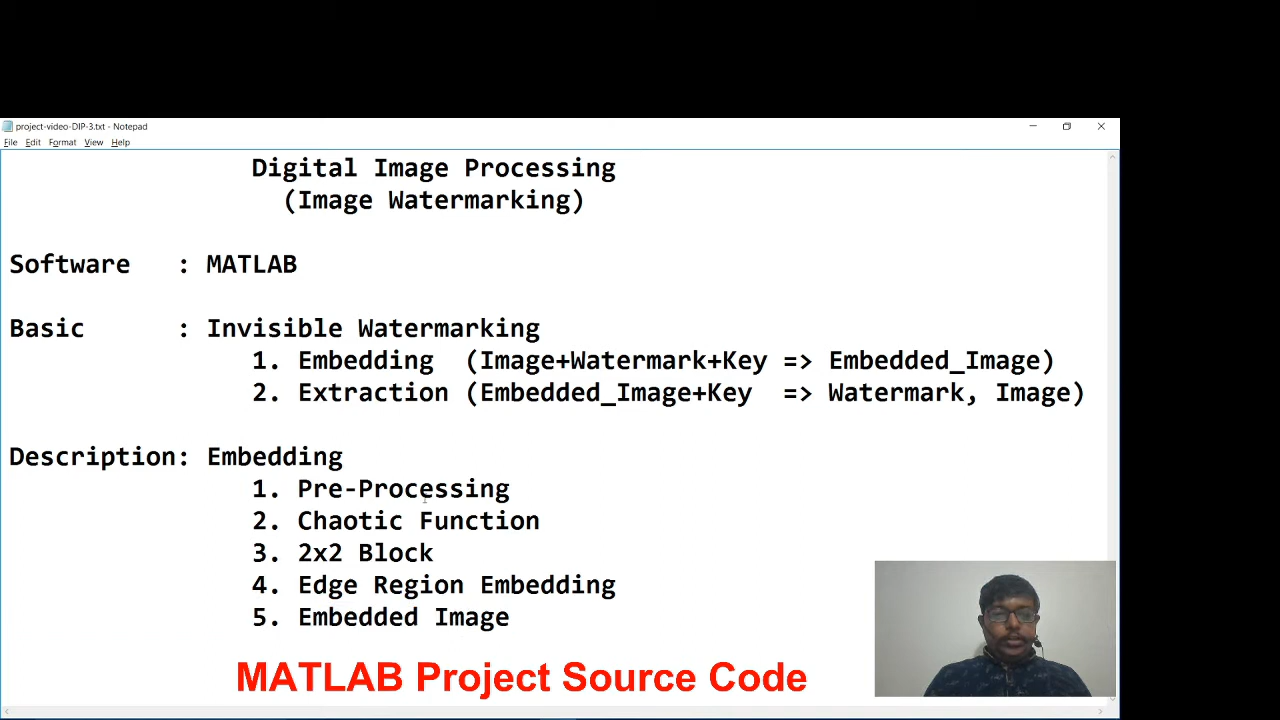 project-video-DIP-3.txt - Notepad
File Edit Format View Help
Digital Image Processing
(Image Watermarking)
Software : MATLAB
Basic : Invisible Watermarking
1. Embedding (Image+Watermark+Key => Embedded_Image)
2. Extraction (Embedded_Image+Key => Watermark, Image)
Description: Embedding
1. Pre-Processing
2. Chaotic Function
3. 2x2 Block
4. Edge Region Embedding
5. Embedded Image
MATLAB Project Source Code